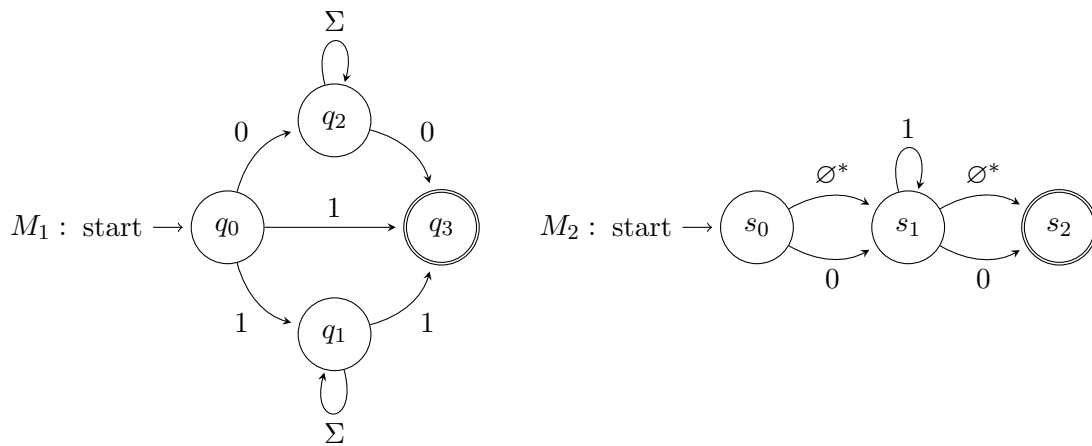 Σ
q₂
0
0
M₁ : start
q₀
1
q₃
1
1
q₁
Σ
1
∅*
∅*
M₂ : start
s₀
s₁
s₂
0
0